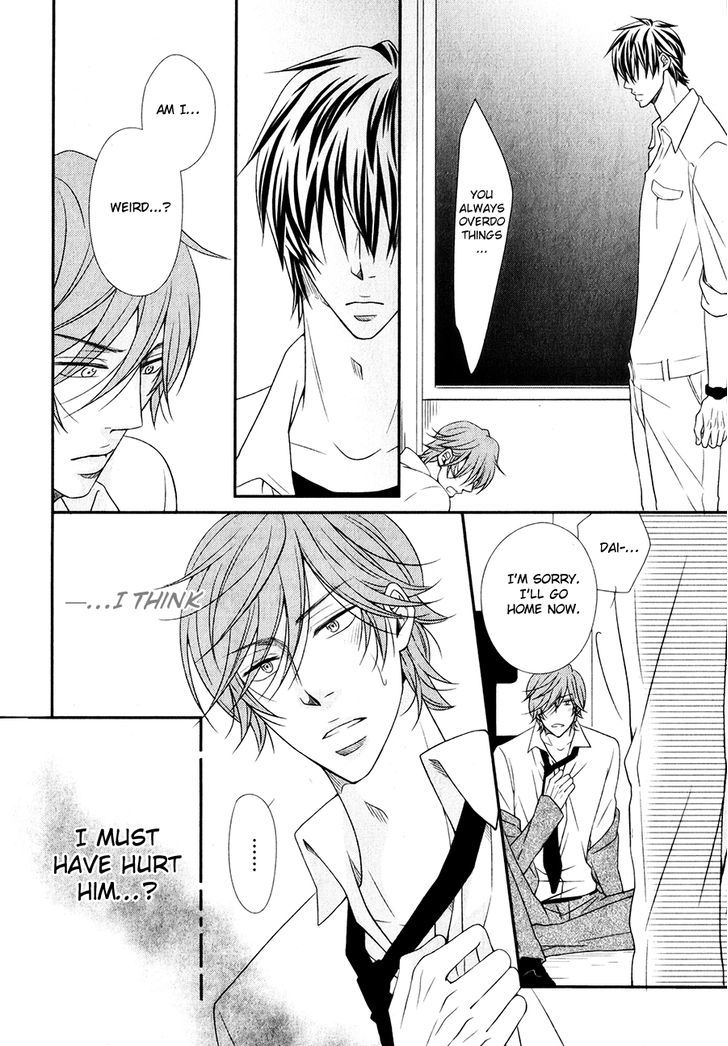 YOU
ALWAYS
OVERDO
THINGS
...
AM I...
WEIRD...?
DAI-...
I'M SORRY.
I'LL GO
HOME NOW.
—...I THINK
.......
I MUST
HAVE HURT
HIM...?